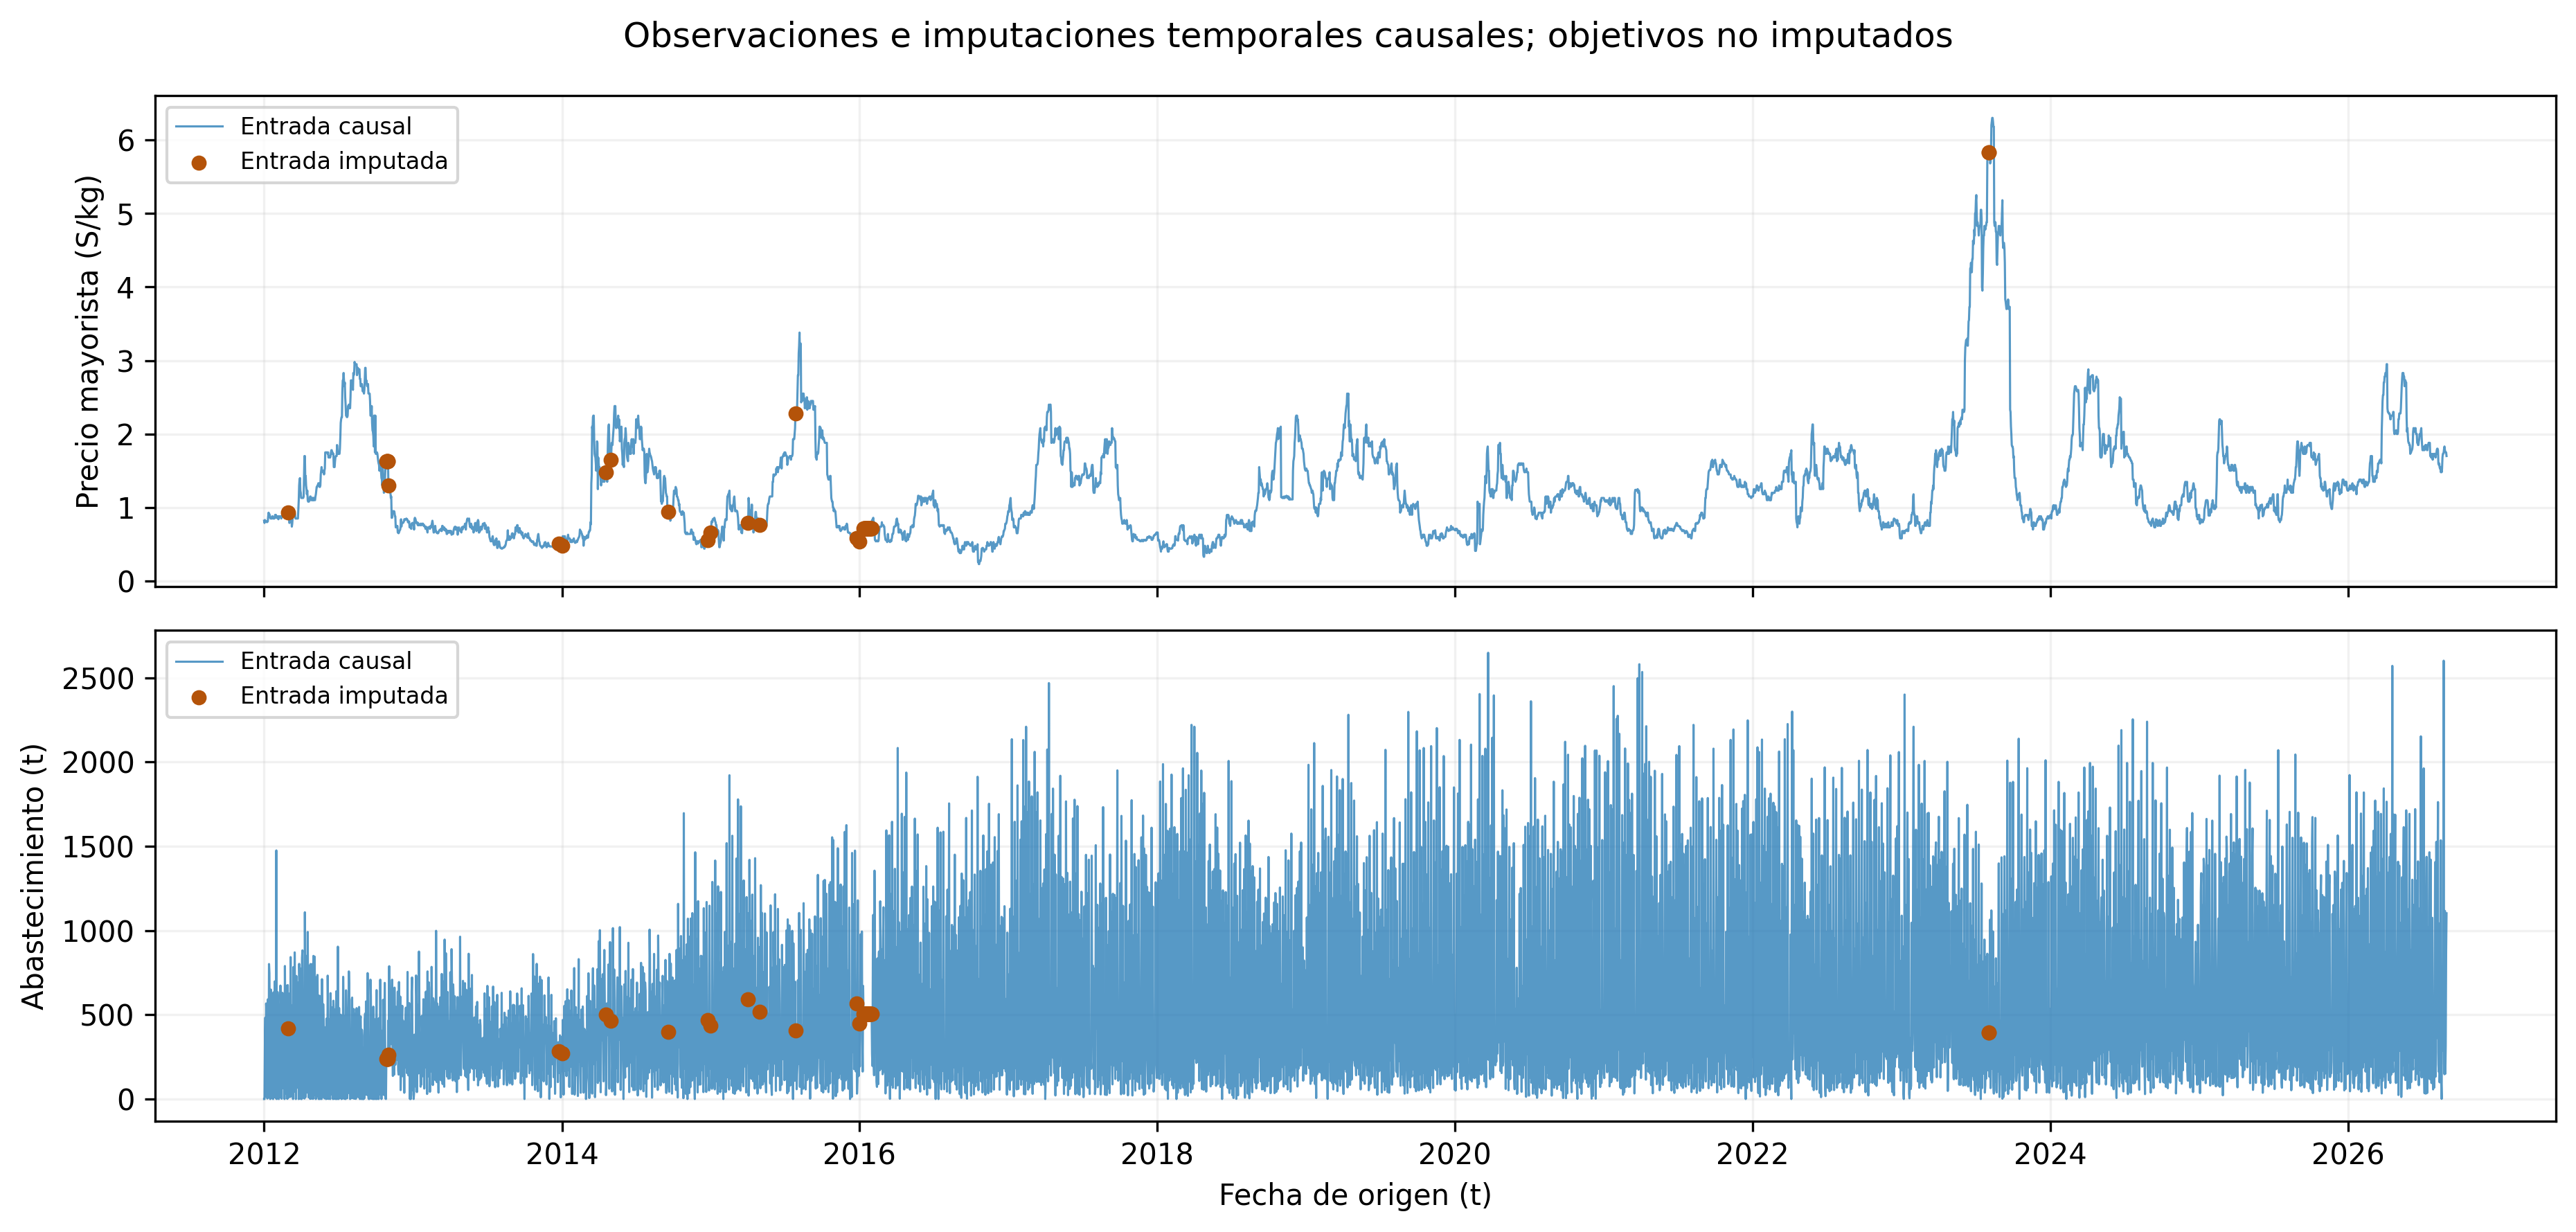 Observaciones e imputaciones temporales causales; objetivos no imputados
Entrada causal
Entrada imputada
Precio mayorista (S/kg)
6
5
4
3
2
1
0
Entrada causal
Entrada imputada
Abastecimiento (t)
2500
2000
1500
1000
500
0
2012 2014 2016 2018 2020 2022 2024 2026
Fecha de origen (t)